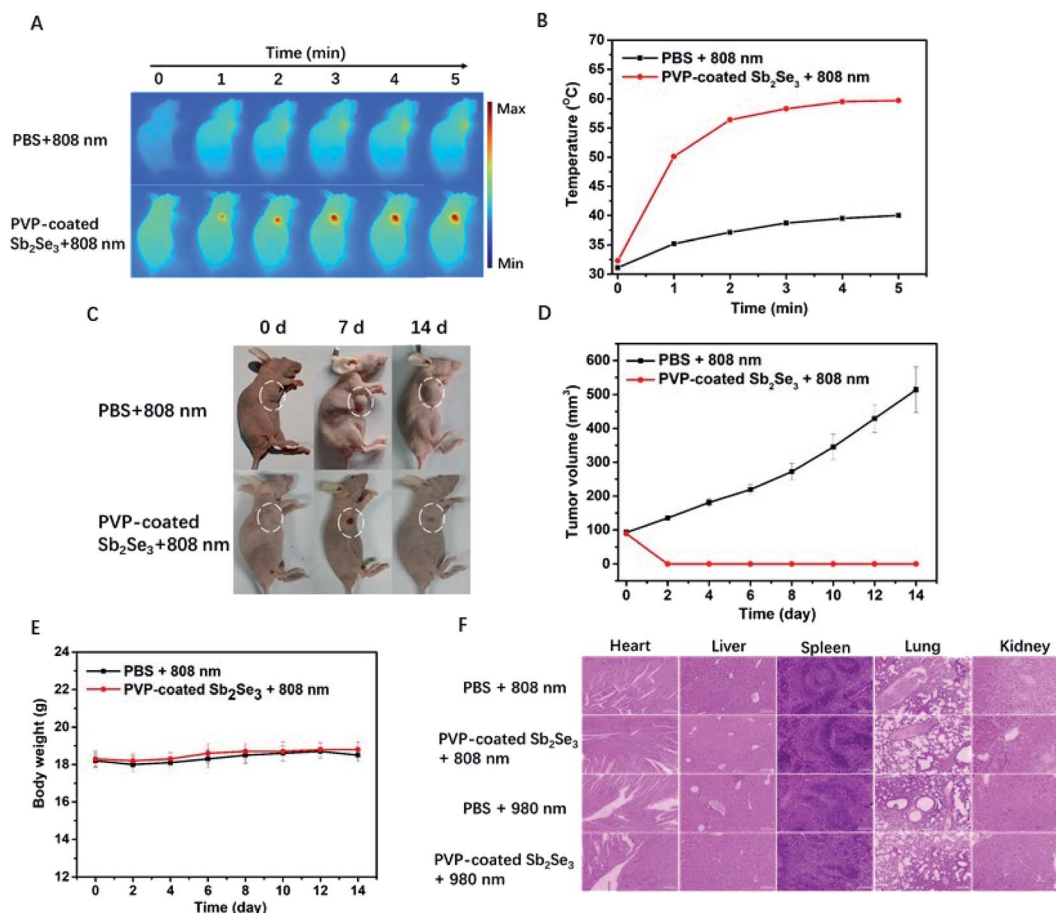 A
Time (min)
0 1 2 3 4 5
PBS+808 nm
PVP-coated
Sb₂Se₃+808 nm
Max
Min
B
PBS + 808 nm
PVP-coated Sb₂Se₃ + 808 nm
Temperature (°C)
70
65
60
55
50
45
40
35
30
0 1 2 3 4 5
Time (min)
C
0 d 7 d 14 d
PBS+808 nm
PVP-coated
Sb₂Se₃+808 nm
D
PBS + 808 nm
PVP-coated Sb₂Se₃ + 808 nm
Tumor volume (mm³)
600
500
400
300
200
100
0
0 2 4 6 8 10 12 14
Time (day)
E
PBS + 808 nm
PVP-coated Sb₂Se₃ + 808 nm
Body weight (g)
24
22
20
18
16
14
12
0 2 4 6 8 10 12 14
Time (day)
F
Heart Liver Spleen Lung Kidney
PBS + 808 nm
PVP-coated Sb₂Se₃
+ 808 nm
PBS + 980 nm
PVP-coated Sb₂Se₃
+ 980 nm